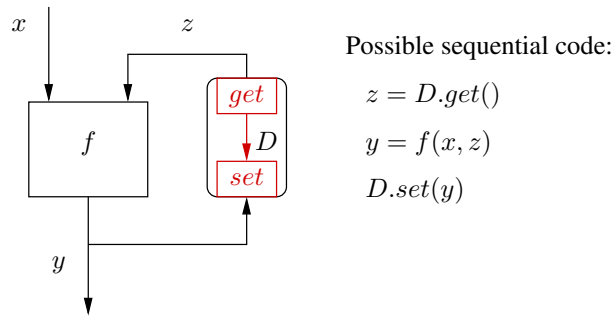 x
z
Possible sequential code:
get
z = D.get()
f
D
y = f(x, z)
set
D.set(y)
y